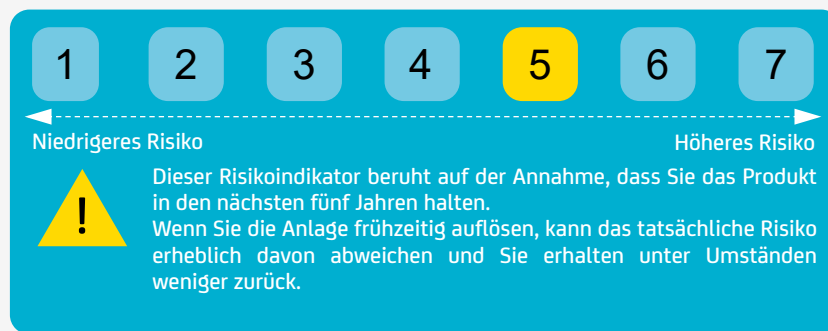 1 2 3 4 5 6 7
Niedrigeres Risiko Höheres Risiko
!
Dieser Risikoindikator beruht auf der Annahme, dass Sie das Produkt
in den nächsten fünf Jahren halten.
Wenn Sie die Anlage frühzeitig auflösen, kann das tatsächliche Risiko
erheblich davon abweichen und Sie erhalten unter Umständen
weniger zurück.